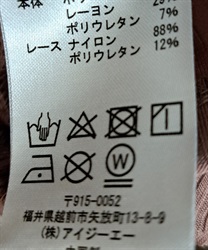 本体
レーヨン 7%
ポリウレタン
レース ナイロン 88%
ポリウレタン 12%
W
〒915-0052
福井県越前市矢放町13-8-9
(株)アイジーエー